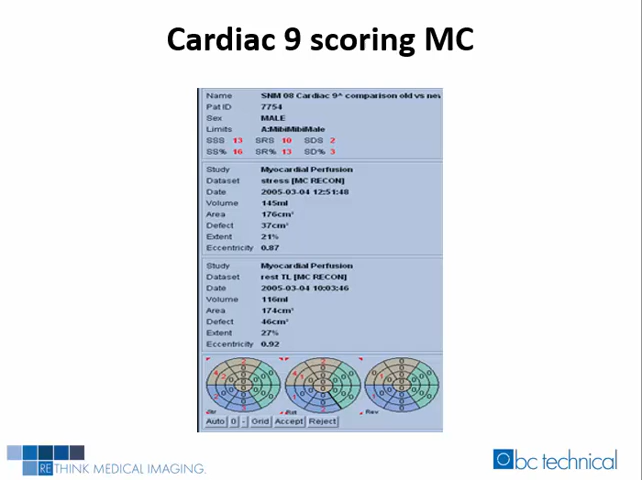 Cardiac 9 scoring MC
Name SNM 08 Cardiac 9^ comparison old vs new
Pat ID 7754
Sex MALE
Limits A:MibiMibiMale
SSS 13 SRS 10 SDS 2
SS% 16 SR% 13 SD% 3
Study Myocardial Perfusion
Dataset stress [MC RECON]
Date 2005-03-04 12:51:48
Volume 145ml
Area 176cm²
Defect 37cm²
Extent 21%
Eccentricity 0.87
Study Myocardial Perfusion
Dataset rest TL [MC RECON]
Date 2005-03-04 10:03:46
Volume 116ml
Area 174cm²
Defect 46cm²
Extent 27%
Eccentricity 0.92
Str Rst Rev
Auto 0 - Grid Accept Reject
RETHINK MEDICAL IMAGING.
bc technical